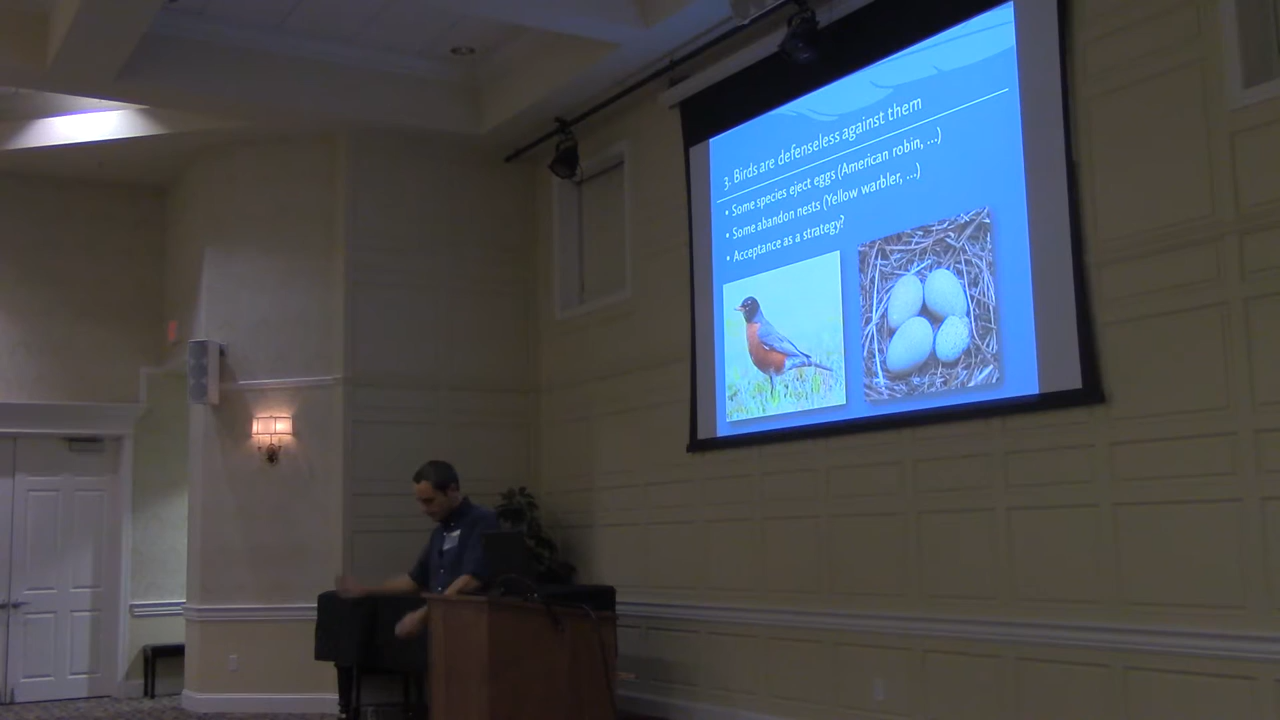 3. Birds are defenseless against them
• Some species eject eggs (American robin, ...)
• Some abandon nests (Yellow warbler, ...)
• Acceptance as a strategy?